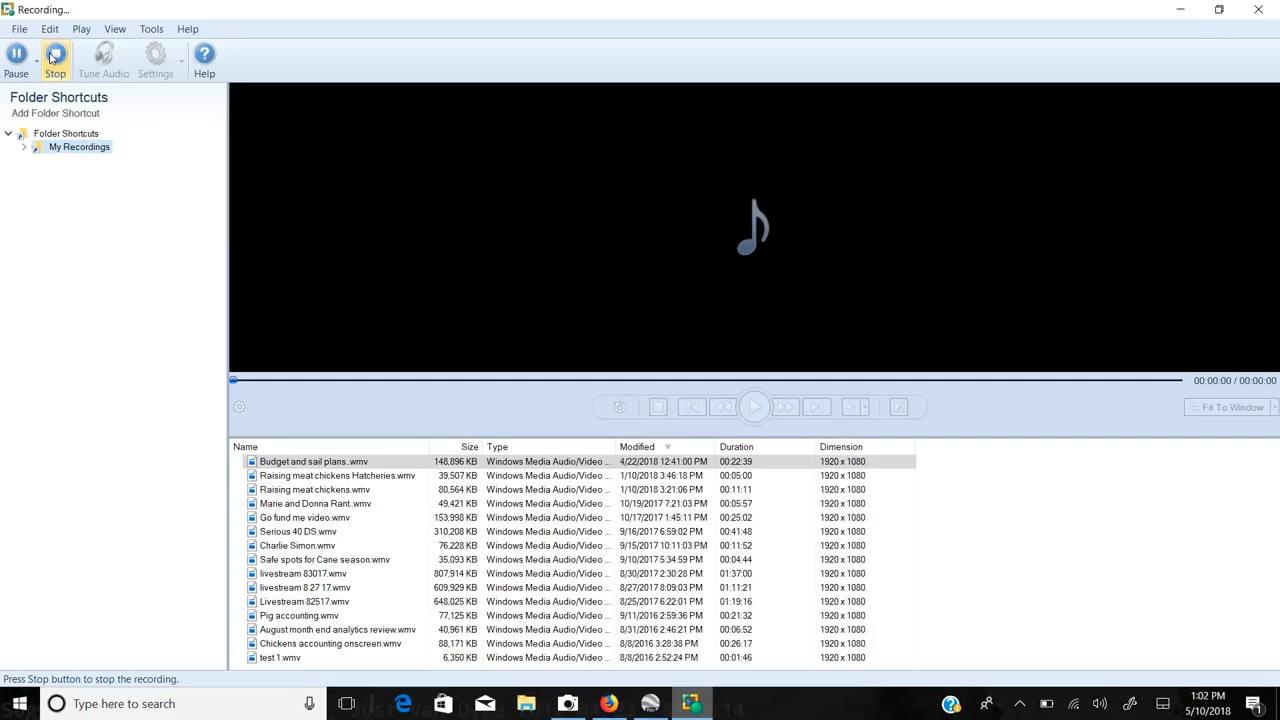 Recording...
File Edit Play View Tools Help
Pause Stop Tune Audio Settings Help
Folder Shortcuts
Add Folder Shortcut
Folder Shortcuts
My Recordings
00:00:00 / 00:00:00
Fit To Window
Name Size Type Modified Duration Dimension
Budget and sail plans..wmv 148,896 KB Windows Media Audio/Video ... 4/22/2018 12:41:00 PM 00:22:39 1920 x 1080
Raising meat chickens Hatcheries.wmv 39,507 KB Windows Media Audio/Video ... 1/10/2018 3:46:18 PM 00:05:00 1920 x 1080
Raising meat chickens.wmv 80,564 KB Windows Media Audio/Video ... 1/10/2018 3:21:06 PM 00:11:11 1920 x 1080
Marie and Donna Rant..wmv 49,421 KB Windows Media Audio/Video ... 10/19/2017 7:21:03 PM 00:05:57 1920 x 1080
Go fund me video.wmv 153,998 KB Windows Media Audio/Video ... 10/17/2017 1:45:11 PM 00:25:02 1920 x 1080
Serious 40 DS.wmv 310,208 KB Windows Media Audio/Video ... 9/16/2017 6:59:02 PM 00:41:48 1920 x 1080
Charlie Simon.wmv 76,228 KB Windows Media Audio/Video ... 9/15/2017 10:11:03 PM 00:11:52 1920 x 1080
Safe spots for Cane season.wmv 35,093 KB Windows Media Audio/Video ... 9/10/2017 5:34:59 PM 00:04:44 1920 x 1080
livestream 83017.wmv 807,914 KB Windows Media Audio/Video ... 8/30/2017 2:30:28 PM 01:37:00 1920 x 1080
livestream 8 27 17.wmv 609,929 KB Windows Media Audio/Video ... 8/27/2017 8:09:03 PM 01:11:21 1920 x 1080
Livestream 82517.wmv 648,025 KB Windows Media Audio/Video ... 8/25/2017 6:22:01 PM 01:19:16 1920 x 1080
Pig accounting.wmv 77,125 KB Windows Media Audio/Video ... 9/11/2016 2:59:36 PM 00:21:32 1920 x 1080
August month end analytics review.wmv 40,961 KB Windows Media Audio/Video ... 8/31/2016 2:46:21 PM 00:06:52 1920 x 1080
Chickens accounting onscreen.wmv 88,171 KB Windows Media Audio/Video ... 8/8/2016 3:28:38 PM 00:26:17 1920 x 1080
test 1.wmv 6,350 KB Windows Media Audio/Video ... 8/8/2016 2:52:24 PM 00:01:46 1920 x 1080
Press Stop button to stop the recording.
Type here to search
1:02 PM
5/10/2018